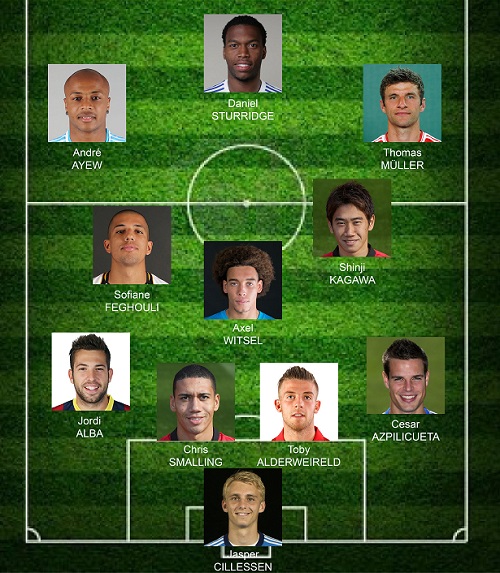 Daniel
STURRIDGE
André
AYEW
Thomas
MÜLLER
Sofiane
FEGHOULI
Shinji
KAGAWA
Axel
WITSEL
Jordi
ALBA
Chris
SMALLING
Toby
ALDERWEIRELD
Cesar
AZPILICUETA
Jasper
CILLESSEN